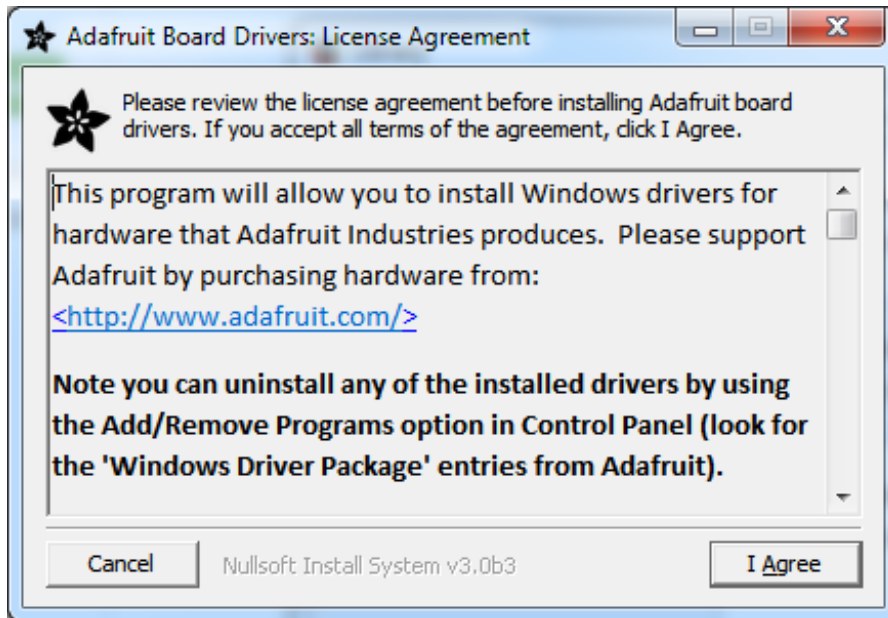 Adafruit Board Drivers: License Agreement
Please review the license agreement before installing Adafruit board
drivers. If you accept all terms of the agreement, click I Agree.
This program will allow you to install Windows drivers for
hardware that Adafruit Industries produces.  Please support
Adafruit by purchasing hardware from:
<http://www.adafruit.com/>
Note you can uninstall any of the installed drivers by using
the Add/Remove Programs option in Control Panel (look for
the 'Windows Driver Package' entries from Adafruit).
Cancel
Nullsoft Install System v3.0b3
I Agree